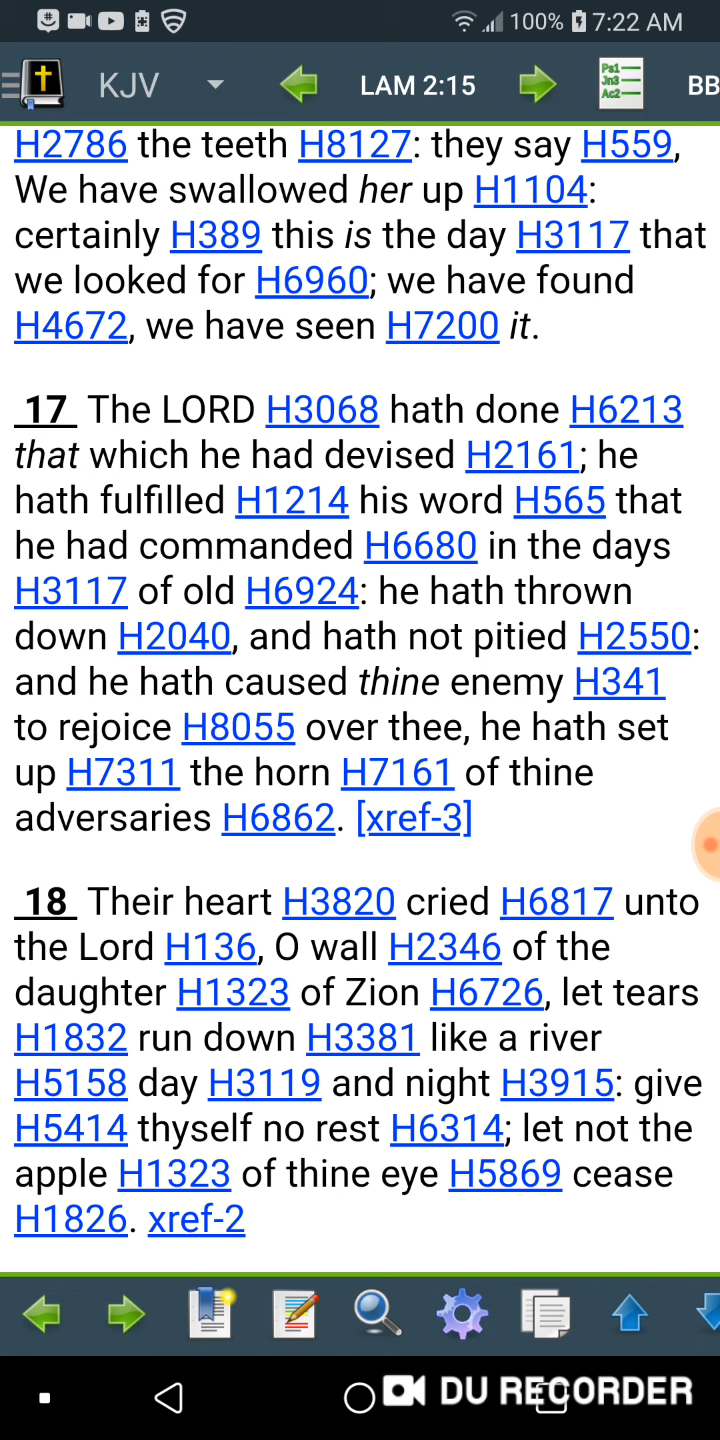 100% 7:22 AM
KJV LAM 2:15 Ps1 Jn3 Ac2 BB
H2786 the teeth H8127: they say H559,
We have swallowed her up H1104:
certainly H389 this is the day H3117 that
we looked for H6960; we have found
H4672, we have seen H7200 it.
17 The LORD H3068 hath done H6213
that which he had devised H2161; he
hath fulfilled H1214 his word H565 that
he had commanded H6680 in the days
H3117 of old H6924: he hath thrown
down H2040, and hath not pitied H2550:
and he hath caused thine enemy H341
to rejoice H8055 over thee, he hath set
up H7311 the horn H7161 of thine
adversaries H6862. [xref-3]
18 Their heart H3820 cried H6817 unto
the Lord H136, O wall H2346 of the
daughter H1323 of Zion H6726, let tears
H1832 run down H3381 like a river
H5158 day H3119 and night H3915: give
H5414 thyself no rest H6314; let not the
apple H1323 of thine eye H5869 cease
H1826. xref-2
DU RECORDER